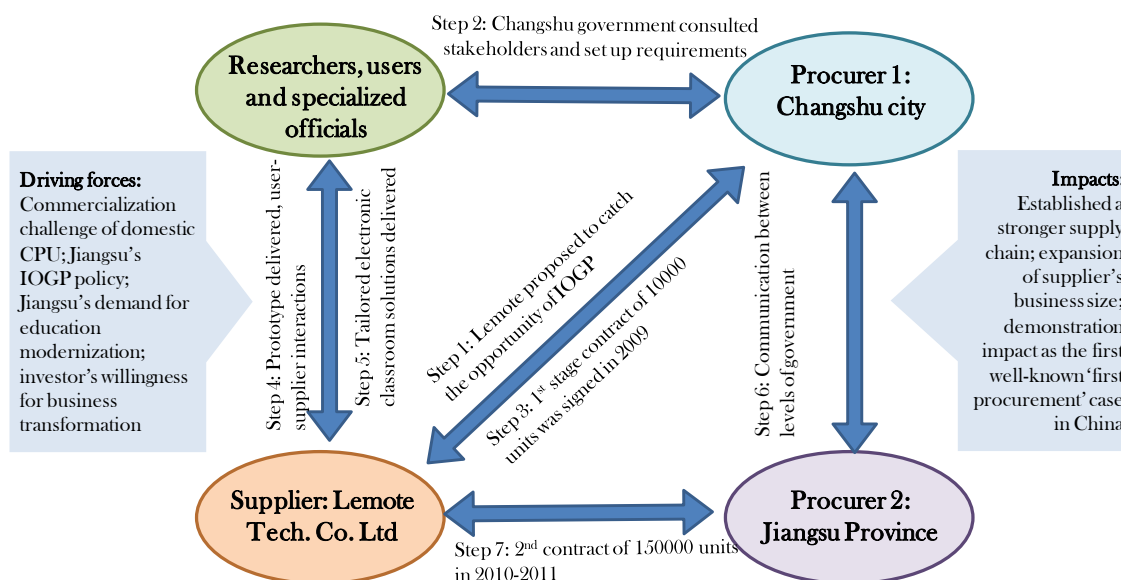 Step 2: Changshu government consulted
stakeholders and set up requirements
Researchers, users
and specialized
officials
Procurer 1:
Changshu city
Driving forces:
Commercialization
challenge of domestic
CPU; Jiangsu's
IOGP policy;
Jiangsu's demand for
education
modernization;
investor's willingness
for business
transformation
Step 4: Prototype delivered, user-
supplier interactions
Step 5: Tailored electronic
classroom solutions delivered
Step 1: Lemote proposed to catch
the opportunity of IOGP
Step 3: 1st stage contract of 10000
units was signed in 2009
Step 6: Communication between
levels of government
Impacts:
Established a
stronger supply
chain; expansion
of supplier's
business size;
demonstration
impact as the first
well-known 'first
procurement' case
in China
Supplier: Lemote
Tech. Co. Ltd
Procurer 2:
Jiangsu Province
Step 7: 2nd contract of 150000 units
in 2010-2011